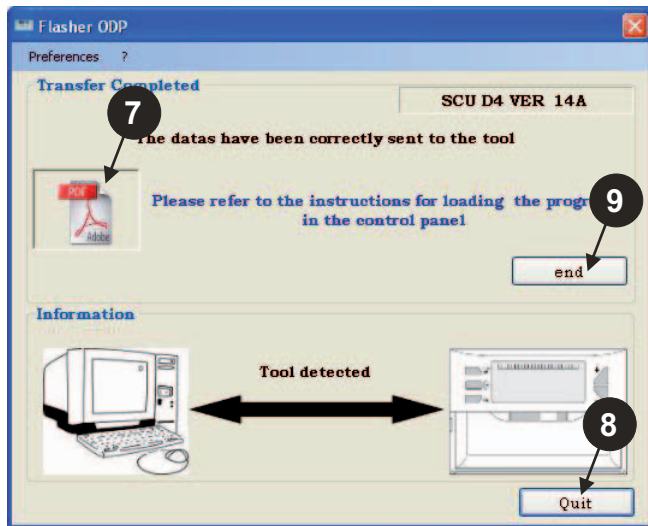 Flasher ODP
Preferences ?
Transfer Completed
SCU D4 VER 14A
7
The datas have been correctly sent to the tool
PDF
Adobe
Please refer to the instructions for loading the
in the control panel
9
end
Information
Tool detected
8
Quit